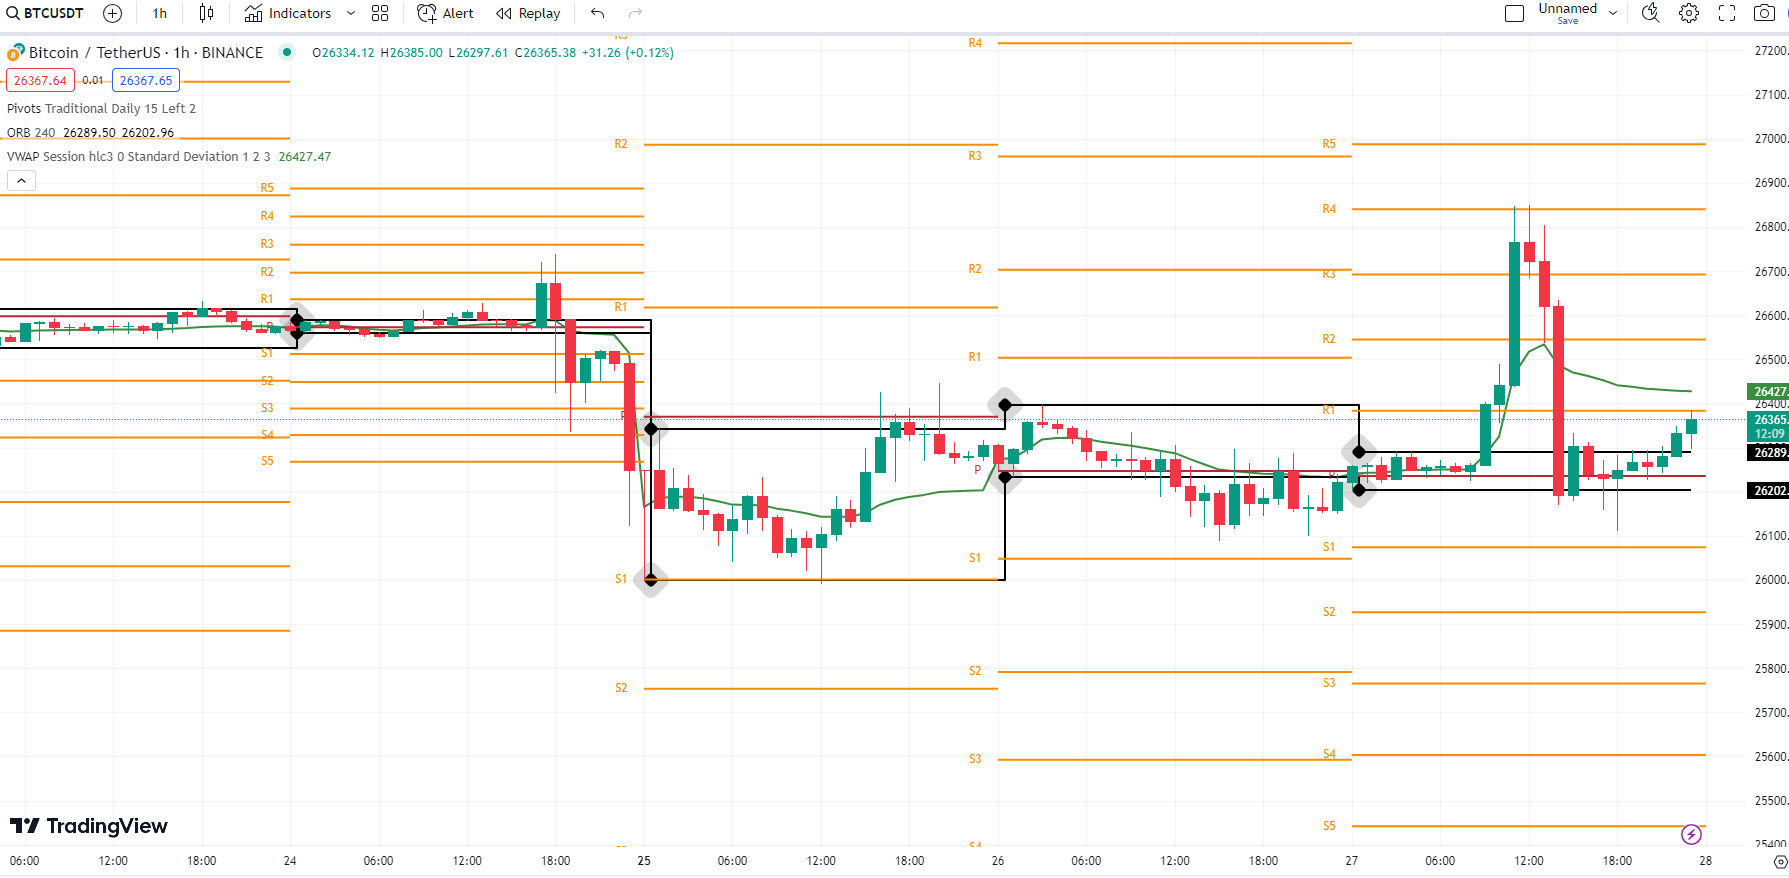 BTCUSDT 1h Indicators Alert Replay Unnamed
Save
Bitcoin / TetherUS · 1h · BINANCE O26334.12 H26385.00 L26297.61 C26365.38 +31.26 (+0.12%)
26367.64 0.01 26367.65
Pivots Traditional Daily 15 Left 2
ORB 240 26289.50 26202.96
VWAP Session hlc3 0 Standard Deviation 1 2 3 26427.47
R5
R4
R3
R2
R1
P
S1
S2
S3
S4
S5
R2
R1
P
S1
S2
R4
R3
R2
R1
P
S1
S2
S3
S4
R5
R4
R3
R2
R1
S1
S2
S3
S4
S5
27200.
27100.
27000.
26900.
26800.
26700.
26600.
26500.
26427.
26400.
26365.
12:09
26289.
26202.
26100.
26000.
25900.
25800.
25700.
25600.
25500.
25400
TradingView
06:00 12:00 18:00 24 06:00 12:00 18:00 25 06:00 12:00 18:00 26 06:00 12:00 18:00 27 06:00 12:00 18:00 28